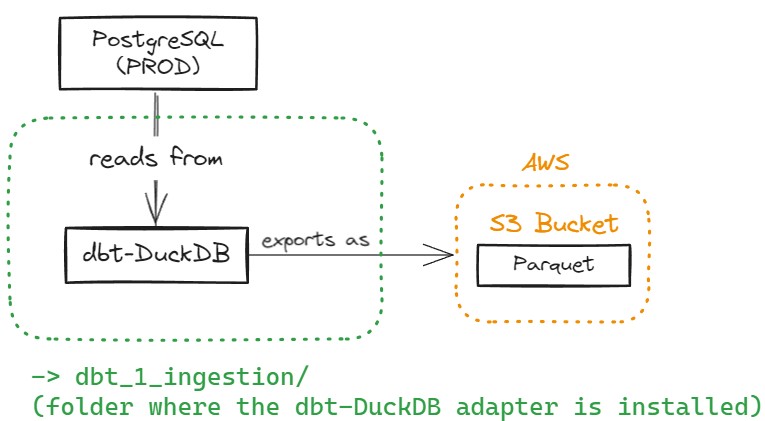 PostgreSQL
(PROD)
reads from
AWS
S3 Bucket
dbt-DuckDB
exports as
Parquet
-> dbt_1_ingestion/
(folder where the dbt-DuckDB adapter is installed)